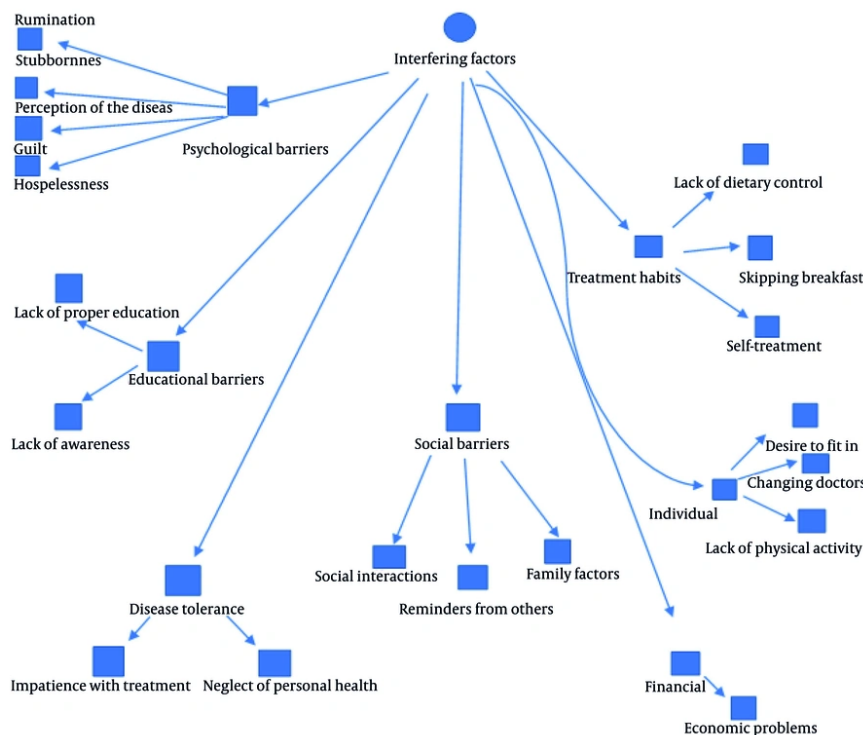 Interfering factors
Rumination
Stubbornnes
Perception of the diseas
Guilt
Hospelessness
Psychological barriers
Lack of dietary control
Treatment habits
Skipping breakfast
Self-treatment
Lack of proper education
Educational barriers
Lack of awareness
Social barriers
Social interactions
Reminders from others
Family factors
Desire to fit in
Changing doctors
Individual
Lack of physical activity
Disease tolerance
Impatience with treatment
Neglect of personal health
Financial
Economic problems